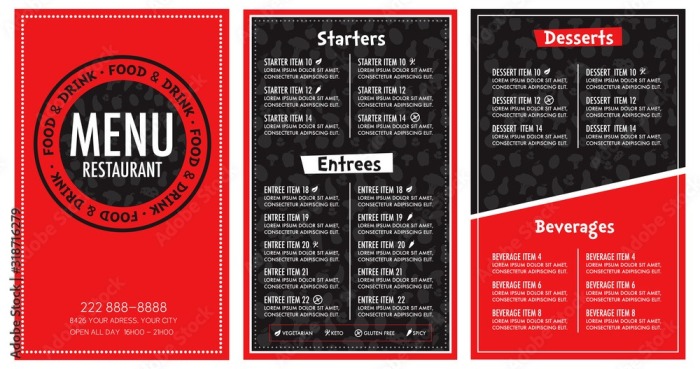 FOOD & DRINK · FOOD & DRINK · FOOD & DRINK · FOOD & DRINK ·
MENU
RESTAURANT
222 888–8888
8426 YOUR ADRESS, YOUR CITY
OPEN ALL DAY 16H00 – 21H00
Starters
STARTER ITEM 10
LOREM IPSUM DOLOR SIT AMET,
CONSECTETUR ADIPISCING ELIT.
STARTER ITEM 12
LOREM IPSUM DOLOR SIT AMET,
CONSECTETUR ADIPISCING ELIT.
STARTER ITEM 14
LOREM IPSUM DOLOR SIT AMET,
CONSECTETUR ADIPISCING ELIT.
STARTER ITEM 10
LOREM IPSUM DOLOR SIT AMET,
CONSECTETUR ADIPISCING ELIT.
STARTER ITEM 12
LOREM IPSUM DOLOR SIT AMET,
CONSECTETUR ADIPISCING ELIT.
STARTER ITEM 14
LOREM IPSUM DOLOR SIT AMET,
CONSECTETUR ADIPISCING ELIT.
Entrees
ENTREE ITEM 18
LOREM IPSUM DOLOR SIT AMET,
CONSECTETUR ADIPISCING ELIT.
ENTREE ITEM 19
LOREM IPSUM DOLOR SIT AMET,
CONSECTETUR ADIPISCING ELIT.
ENTREE ITEM 20
LOREM IPSUM DOLOR SIT AMET,
CONSECTETUR ADIPISCING ELIT.
ENTREE ITEM 21
LOREM IPSUM DOLOR SIT AMET,
CONSECTETUR ADIPISCING ELIT.
ENTREE ITEM 22
LOREM IPSUM DOLOR SIT AMET,
CONSECTETUR ADIPISCING ELIT.
ENTREE ITEM 18
LOREM IPSUM DOLOR SIT AMET,
CONSECTETUR ADIPISCING ELIT.
ENTREE ITEM 19
LOREM IPSUM DOLOR SIT AMET,
CONSECTETUR ADIPISCING ELIT.
ENTREE ITEM 20
LOREM IPSUM DOLOR SIT AMET,
CONSECTETUR ADIPISCING ELIT.
ENTREE ITEM 21
LOREM IPSUM DOLOR SIT AMET,
CONSECTETUR ADIPISCING ELIT.
ENTREE ITEM 22
LOREM IPSUM DOLOR SIT AMET,
CONSECTETUR ADIPISCING ELIT.
VEGETARIAN KETO GLUTEN FREE SPICY
Desserts
DESSERT ITEM 10
LOREM IPSUM DOLOR SIT AMET,
CONSECTETUR ADIPISCING ELIT.
DESSERT ITEM 12
LOREM IPSUM DOLOR SIT AMET,
CONSECTETUR ADIPISCING ELIT.
DESSERT ITEM 14
LOREM IPSUM DOLOR SIT AMET,
CONSECTETUR ADIPISCING ELIT.
DESSERT ITEM 10
LOREM IPSUM DOLOR SIT AMET,
CONSECTETUR ADIPISCING ELIT.
DESSERT ITEM 12
LOREM IPSUM DOLOR SIT AMET,
CONSECTETUR ADIPISCING ELIT.
DESSERT ITEM 14
LOREM IPSUM DOLOR SIT AMET,
CONSECTETUR ADIPISCING ELIT.
Beverages
BEVERAGE ITEM 4
LOREM IPSUM DOLOR SIT AMET,
CONSECTETUR ADIPISCING ELIT.
BEVERAGE ITEM 6
LOREM IPSUM DOLOR SIT AMET,
CONSECTETUR ADIPISCING ELIT.
BEVERAGE ITEM 8
LOREM IPSUM DOLOR SIT AMET,
CONSECTETUR ADIPISCING ELIT.
BEVERAGE ITEM 4
LOREM IPSUM DOLOR SIT AMET,
CONSECTETUR ADIPISCING ELIT.
BEVERAGE ITEM 6
LOREM IPSUM DOLOR SIT AMET,
CONSECTETUR ADIPISCING ELIT.
BEVERAGE ITEM 8
LOREM IPSUM DOLOR SIT AMET,
CONSECTETUR ADIPISCING ELIT.
Adobe Stock | #318716279